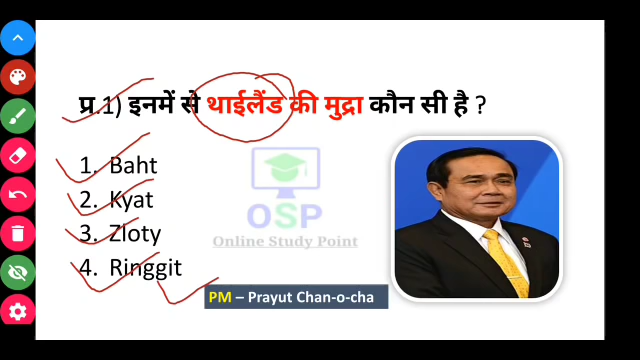 प्र.1) इनमें से थाईलैंड की मुद्रा कौन सी है ?
1. Baht
2. Kyat
3. Zloty
4. Ringgit
OSP
Online Study Point
PM – Prayut Chan-o-cha